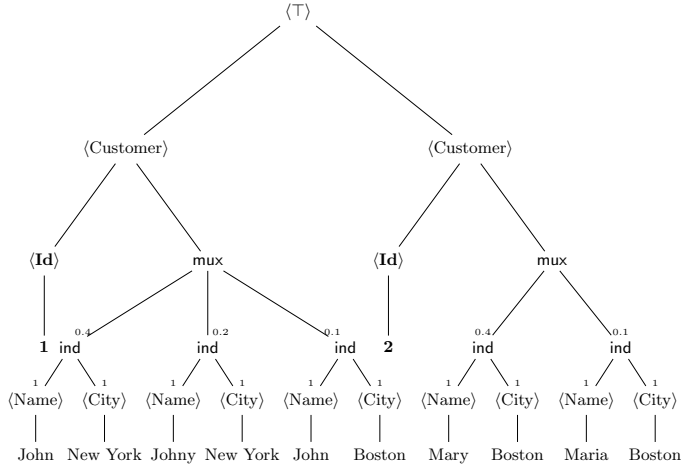 ⟨⊤⟩
⟨Customer⟩ ⟨Customer⟩
⟨Id⟩ mux ⟨Id⟩ mux
0.4 0.2 0.1 0.4 0.1
1 ind ind ind 2 ind ind
1 1 1 1 1 1 1 1 1 1
⟨Name⟩ ⟨City⟩ ⟨Name⟩ ⟨City⟩ ⟨Name⟩ ⟨City⟩ ⟨Name⟩ ⟨City⟩ ⟨Name⟩ ⟨City⟩
John New York Johny New York John Boston Mary Boston Maria Boston